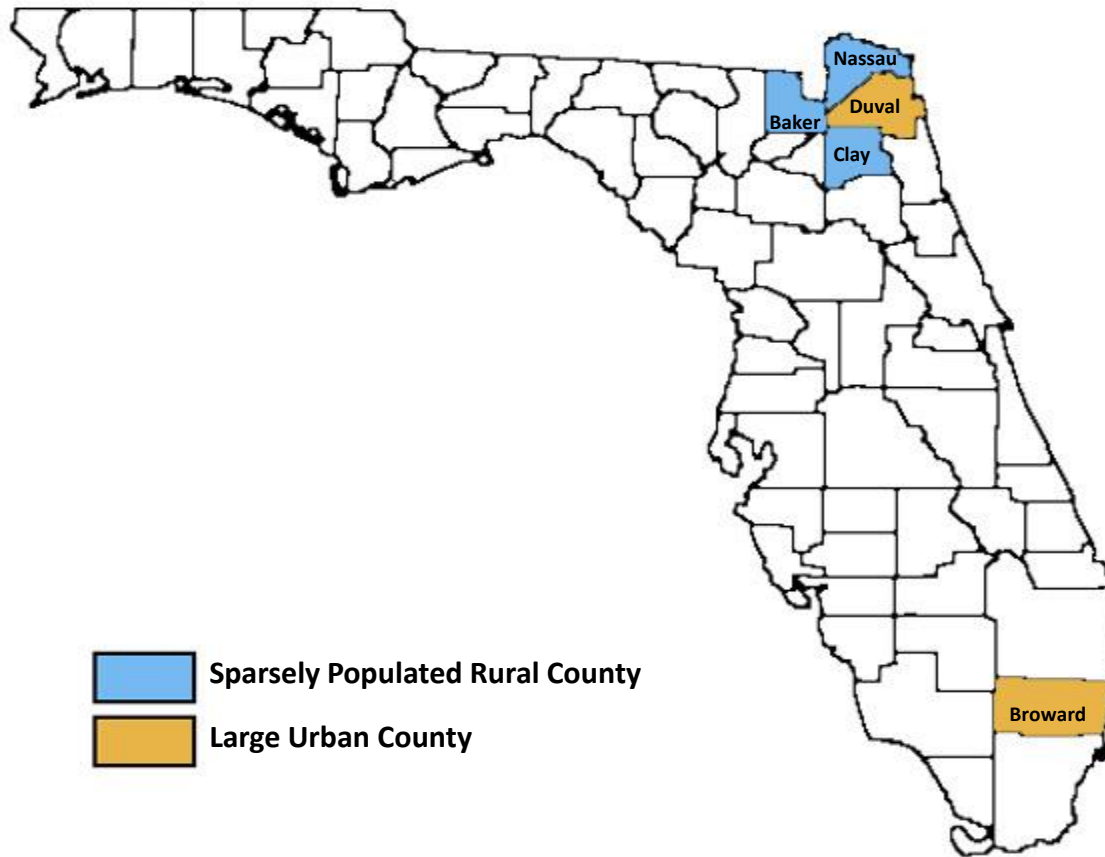 Nassau
Duval
Baker
Clay
Sparsely Populated Rural County
Large Urban County
Broward